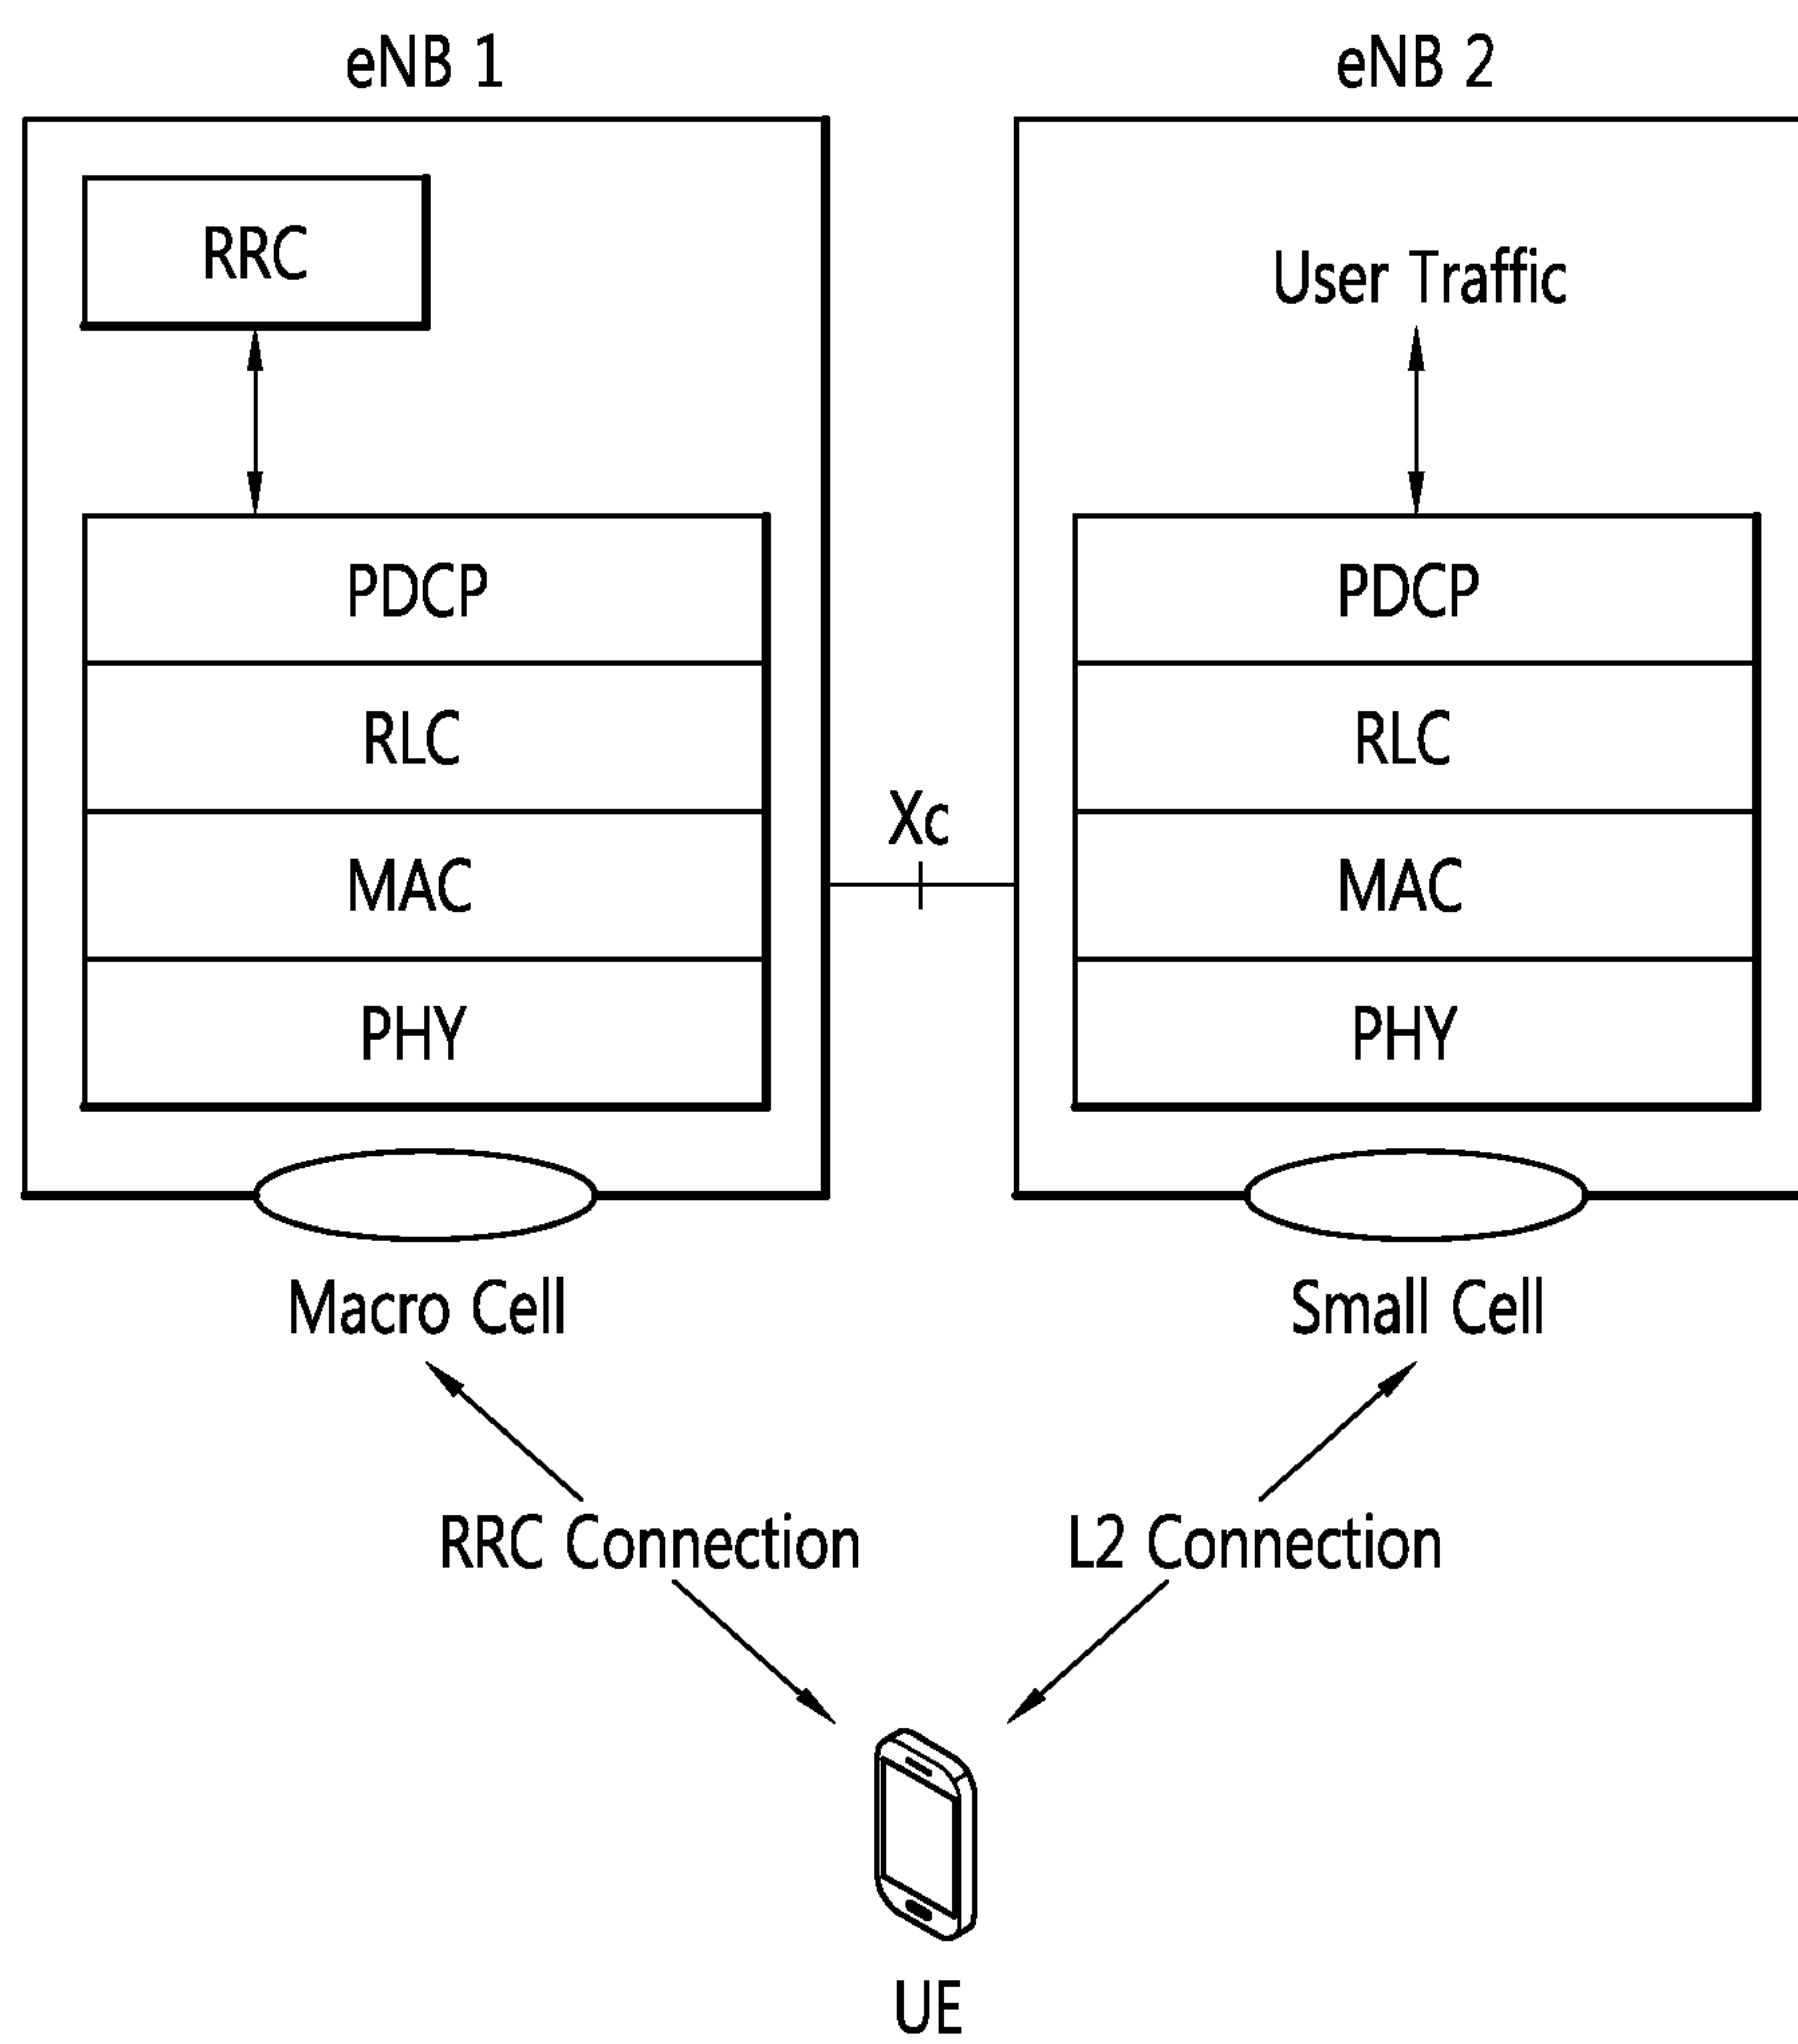 eNB 1
eNB 2
RRC
User Traffic
PDCP
PDCP
RLC
RLC
Xc
MAC
MAC
PHY
PHY
Macro Cell
Small Cell
RRC Connection
L2 Connection
UE